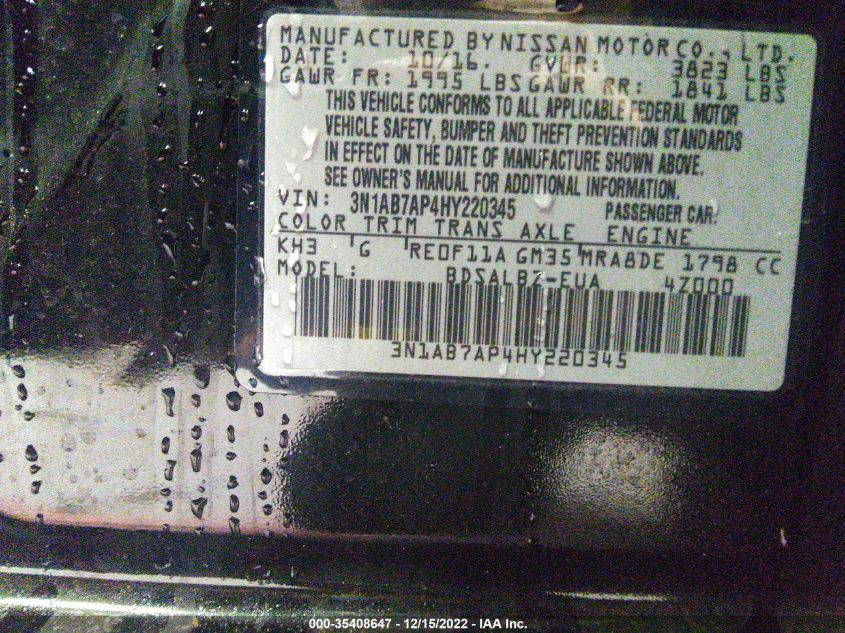 MANUFACTURED BY NISSAN MOTOR CO., LTD.
DATE: 10/16. GVWR: 3823 LBS
GAWR FR: 1995 LBS GAWR RR: 1841 LBS
THIS VEHICLE CONFORMS TO ALL APPLICABLE FEDERAL MOTOR
VEHICLE SAFETY, BUMPER AND THEFT PREVENTION STANDARDS
IN EFFECT ON THE DATE OF MANUFACTURE SHOWN ABOVE.
SEE OWNER'S MANUAL FOR ADDITIONAL INFORMATION.
VIN: 3N1AB7AP4HY220345 PASSENGER CAR
COLOR TRIM TRANS AXLE ENGINE
KH3 G RE0F11A GM35 MRA8DE 1798 CC
MODEL: BDSALBZ-EUA 4Z000
3N1AB7AP4HY220345
000-35408647 - 12/15/2022 - IAA Inc.